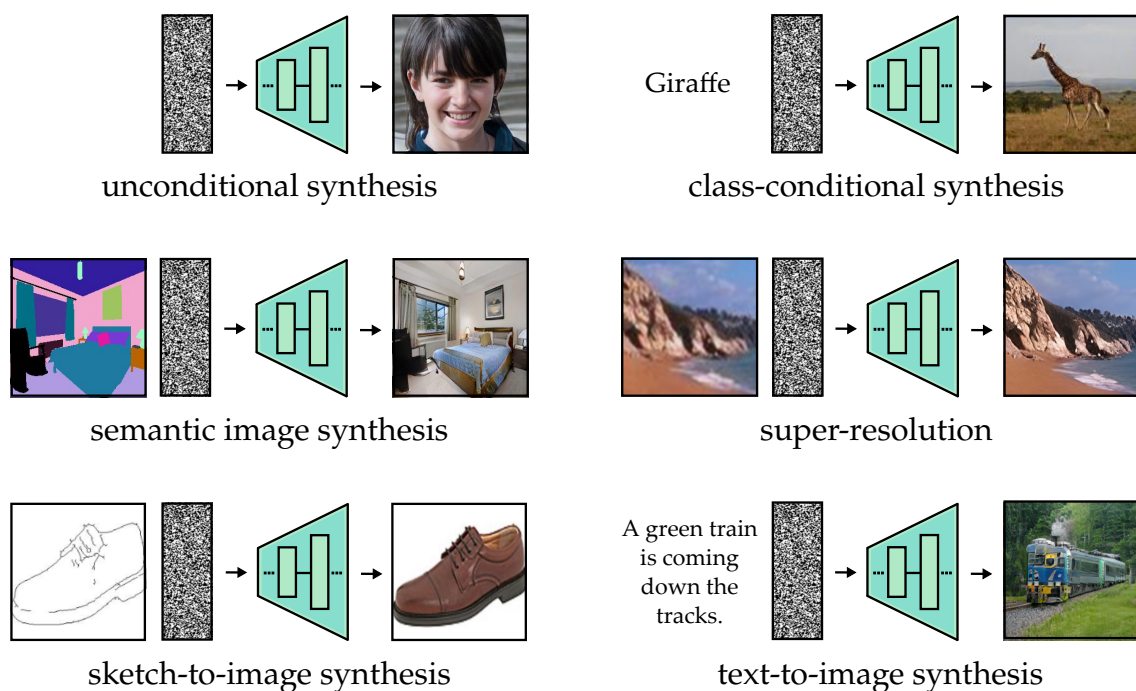 Giraffe
unconditional synthesis
class-conditional synthesis
semantic image synthesis
super-resolution
A green train
is coming
down the
tracks.
sketch-to-image synthesis
text-to-image synthesis